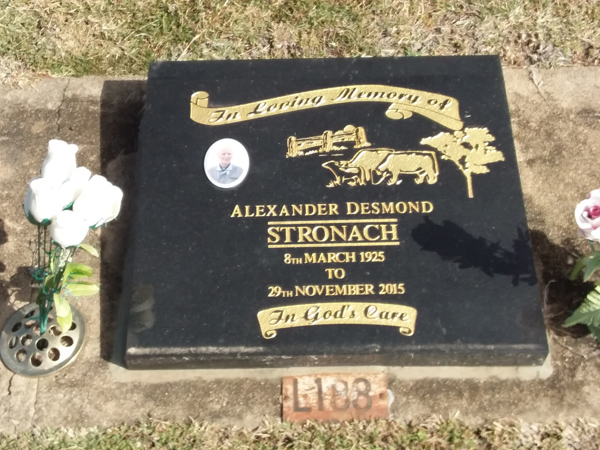 In Loving Memory of
ALEXANDER DESMOND
STRONACH
8TH MARCH 1925
TO
29TH NOVEMBER 2015
In God's Care
L188